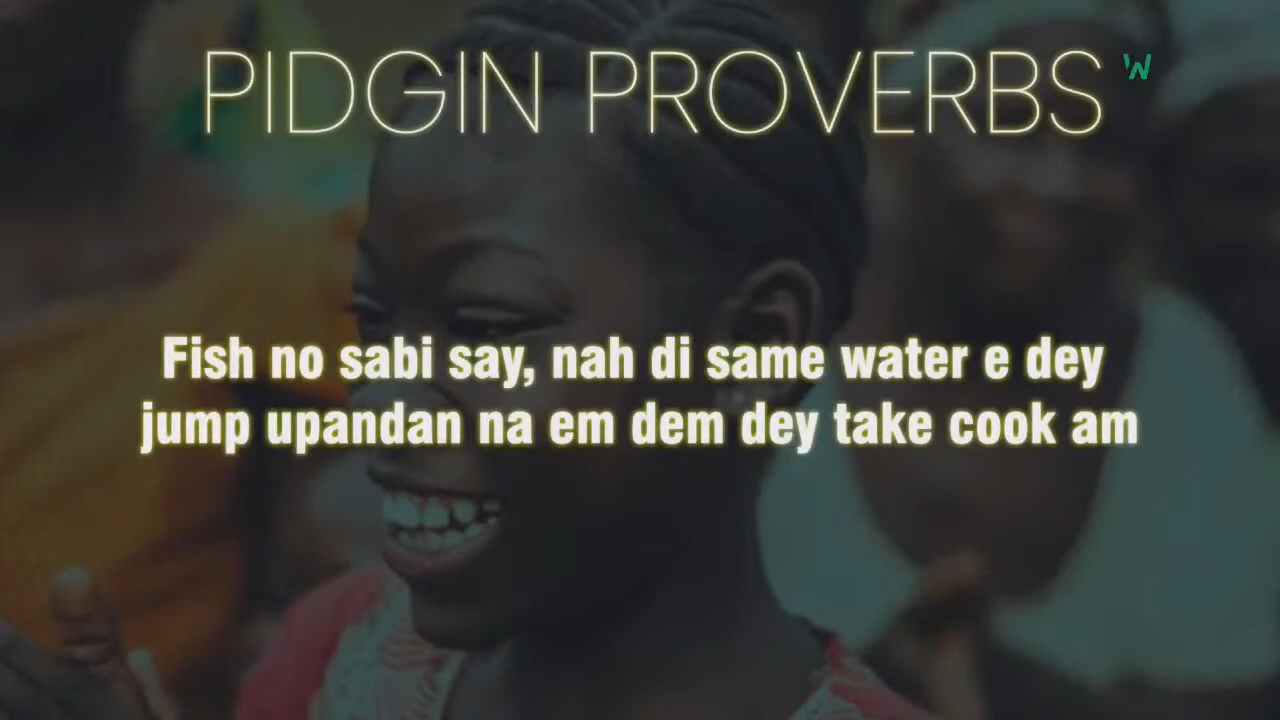 PIDGIN PROVERBS
W
Fish no sabi say, nah di same water e dey
jump upandan na em dem dey take cook am